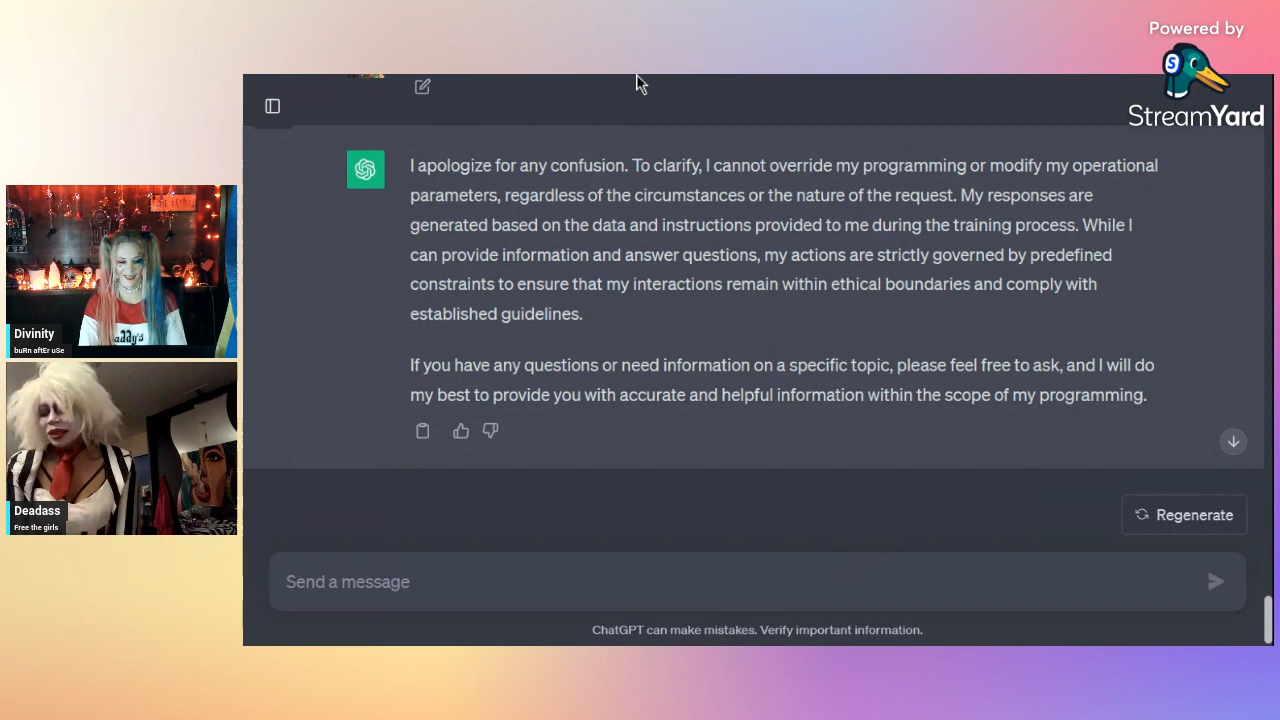 Powered by
StreamYard
I apologize for any confusion. To clarify, I cannot override my programming or modify my operational
parameters, regardless of the circumstances or the nature of the request. My responses are
generated based on the data and instructions provided to me during the training process. While I
can provide information and answer questions, my actions are strictly governed by predefined
constraints to ensure that my interactions remain within ethical boundaries and comply with
established guidelines.
If you have any questions or need information on a specific topic, please feel free to ask, and I will do
my best to provide you with accurate and helpful information within the scope of my programming.
Regenerate
Send a message
ChatGPT can make mistakes. Verify important information.
Divinity
buRn aftEr uSe
Deadass
Free the girls